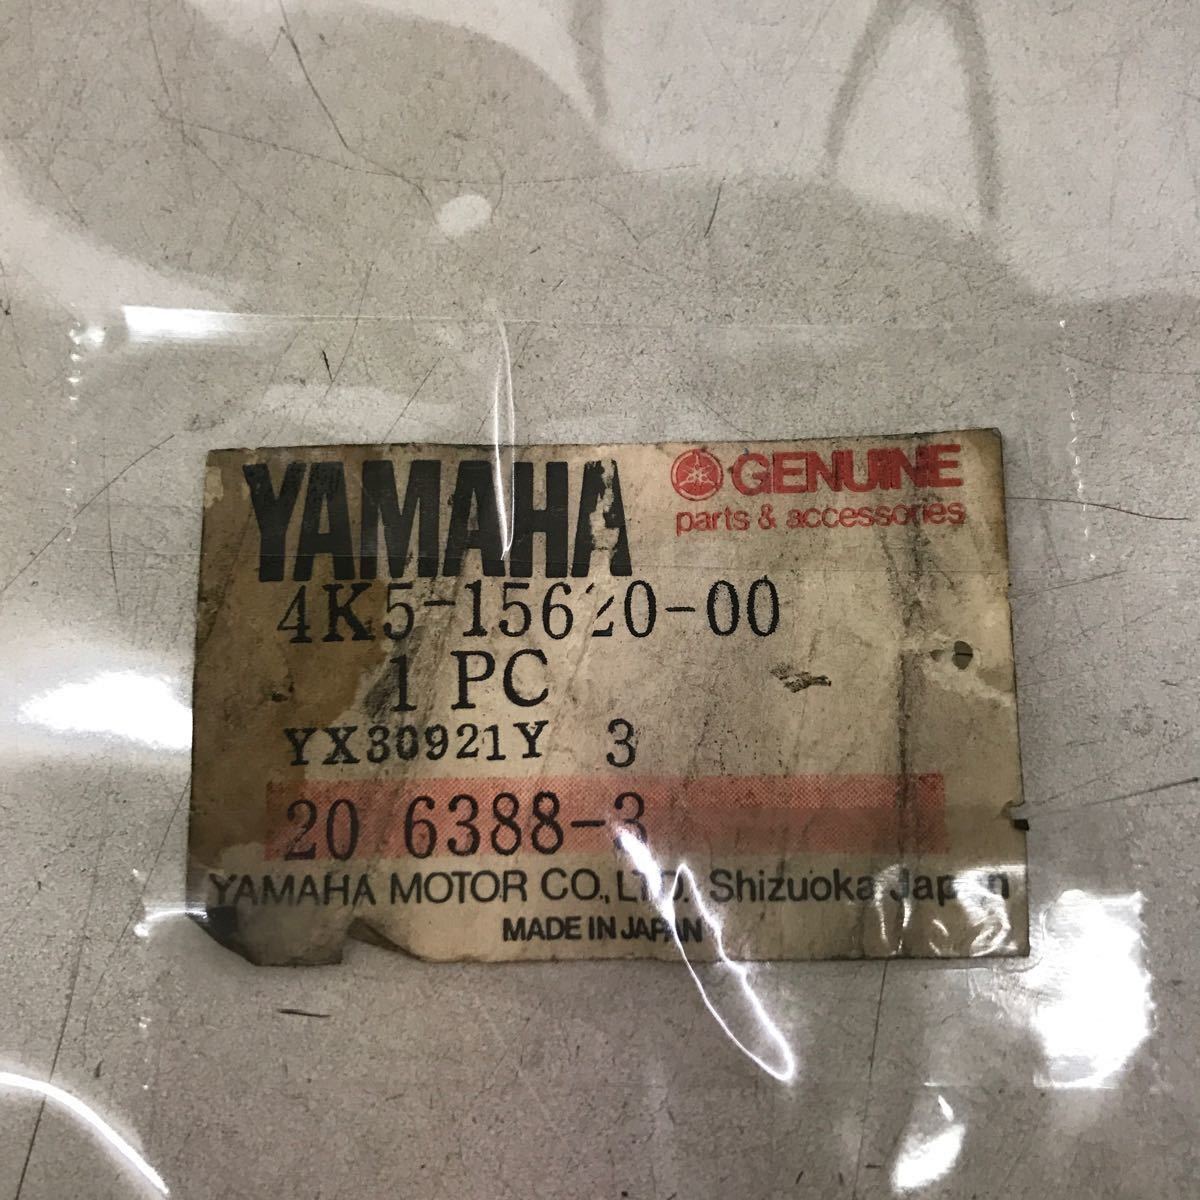 YAMAHA GENUINE
parts & accessories
4K5-15620-00
1 PC
YX30921Y 3
20 6388-3
YAMAHA MOTOR CO., LTD. Shizuoka Japan
MADE IN JAPAN